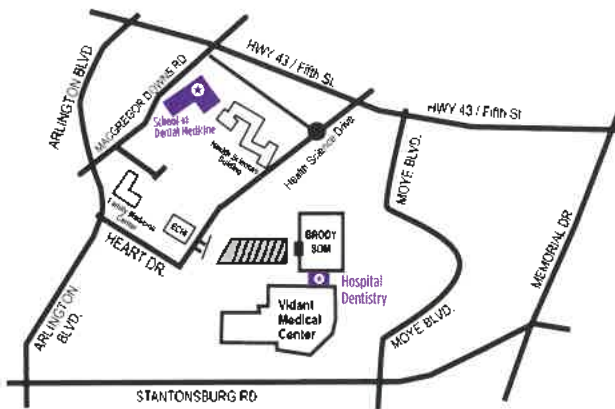 HWY 43 / Fifth St.
ARLINGTON BLVD
MACGREGOR DOWNS RD
HWY 43 / Fifth St.
School of
Dental Medicine
Health Sciences
Building
Health Science Drive
MOYE BLVD.
MEMORIAL DR.
Family Medicine
Center
ECHI
HEART DR.
BRODY
SOM
Hospital
Dentistry
Vidant
Medical
Center
ARLINGTON
BLVD.
MOYE BLVD.
STANTONSBURG RD